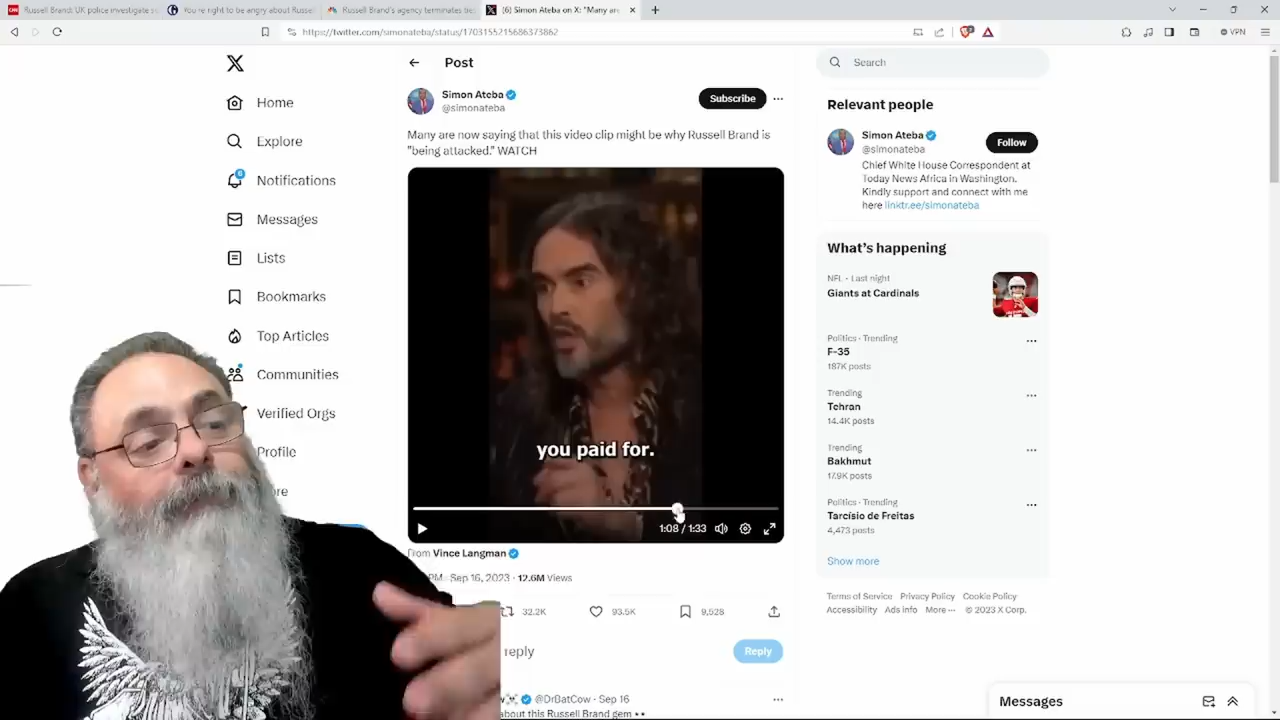 Russell Brand: UK police investigate s
You're right to be angry about Russell
Russell Brand's agency terminates tie
(6) Simon Ateba on X: "Many are
https://twitter.com/simonateba/status/1703155215686373862
VPN
Home
Explore
6
Notifications
Messages
Lists
Bookmarks
Top Articles
Communities
Verified Orgs
Profile
Post
Simon Ateba
@simonateba
Subscribe
Many are now saying that this video clip might be why Russell Brand is
"being attacked." WATCH
you paid for.
1:08 / 1:33
From Vince Langman
PM · Sep 16, 2023 · 12.6M Views
32.2K 93.5K 9,528
reply
Reply
@DrBatCow · Sep 16
about this Russell Brand gem
Search
Relevant people
Simon Ateba
@simonateba
Follow
Chief White House Correspondent at
Today News Africa in Washington.
Kindly support and connect with me
here linktr.ee/simonateba
What's happening
NFL · Last night
Giants at Cardinals
Politics · Trending
F-35
187K posts
Trending
Tehran
14.4K posts
Trending
Bakhmut
17.9K posts
Politics · Trending
Tarcísio de Freitas
4,473 posts
Show more
Terms of Service Privacy Policy Cookie Policy
Accessibility Ads info More ··· © 2023 X Corp.
Messages